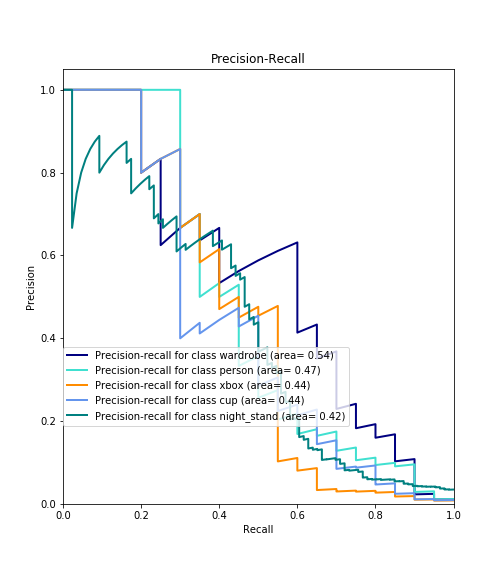 Precision-Recall
1.0
0.8
0.6
0.4
0.2
0.0
Precision
Precision-recall for class wardrobe (area= 0.54)
Precision-recall for class person (area= 0.47)
Precision-recall for class xbox (area= 0.44)
Precision-recall for class cup (area= 0.44)
Precision-recall for class night_stand (area= 0.42)
0.0 0.2 0.4 0.6 0.8 1.0
Recall